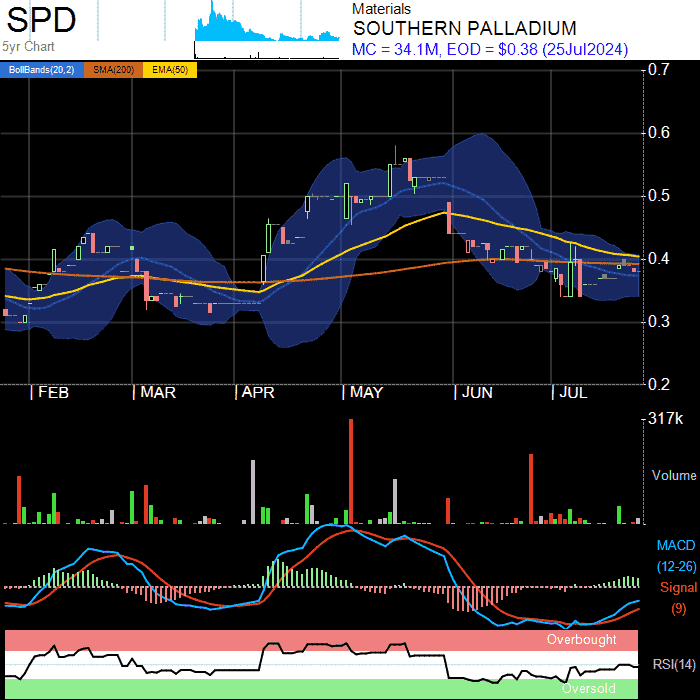 SPD
5yr Chart
Materials
SOUTHERN PALLADIUM
MC = 34.1M, EOD = $0.38 (25Jul2024)
BollBands(20,2) SMA(200) EMA(50)
0.7
0.6
0.5
0.4
0.3
0.2
| FEB | MAR | APR | MAY | JUN | JUL
317k
Volume
MACD
(12-26)
Signal
(9)
Overbought
RSI(14)
Oversold